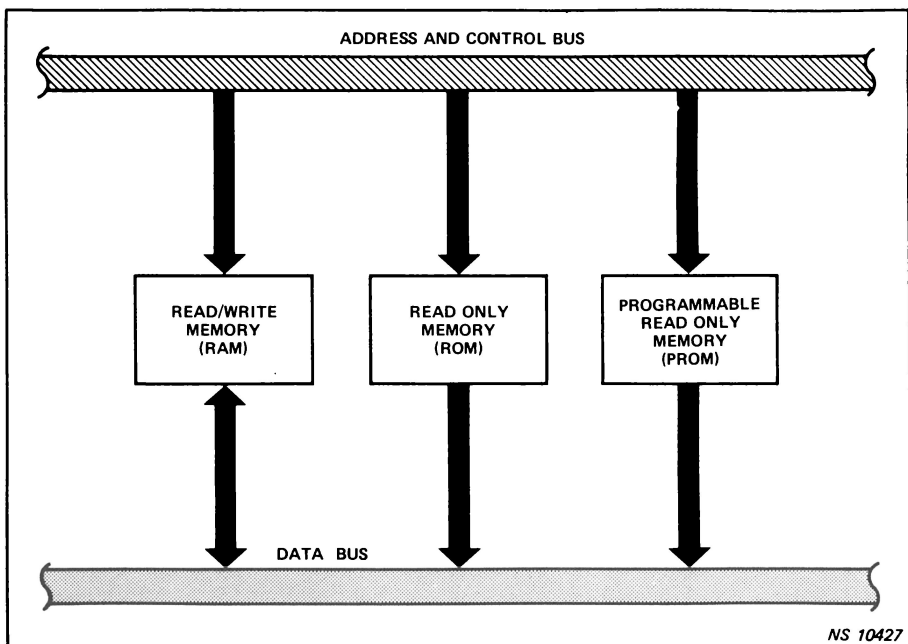 ADDRESS AND CONTROL BUS
READ/WRITE
MEMORY
(RAM)
READ ONLY
MEMORY
(ROM)
PROGRAMMABLE
READ ONLY
MEMORY
(PROM)
DATA BUS
NS 10427